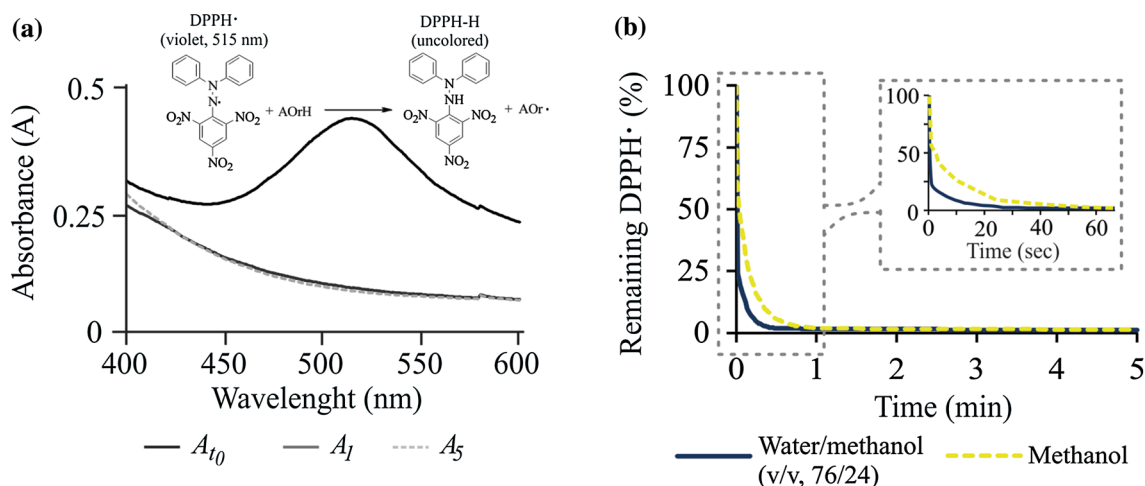 (a)
DPPH·
(violet, 515 nm)
DPPH-H
(uncolored)
N
N·
O₂N
NO₂
NO₂
+ AOrH
N
NH
O₂N
NO₂
NO₂
+ AOr·
0.5
0.25
0
Absorbance (A)
400
450
500
550
600
Wavelenght (nm)
At₀
A₁
A₅
(b)
100
75
50
25
0
Remaining DPPH· (%)
0
1
2
3
4
5
Time (min)
100
50
0
0
20
40
60
Time (sec)
Water/methanol
(v/v, 76/24)
Methanol